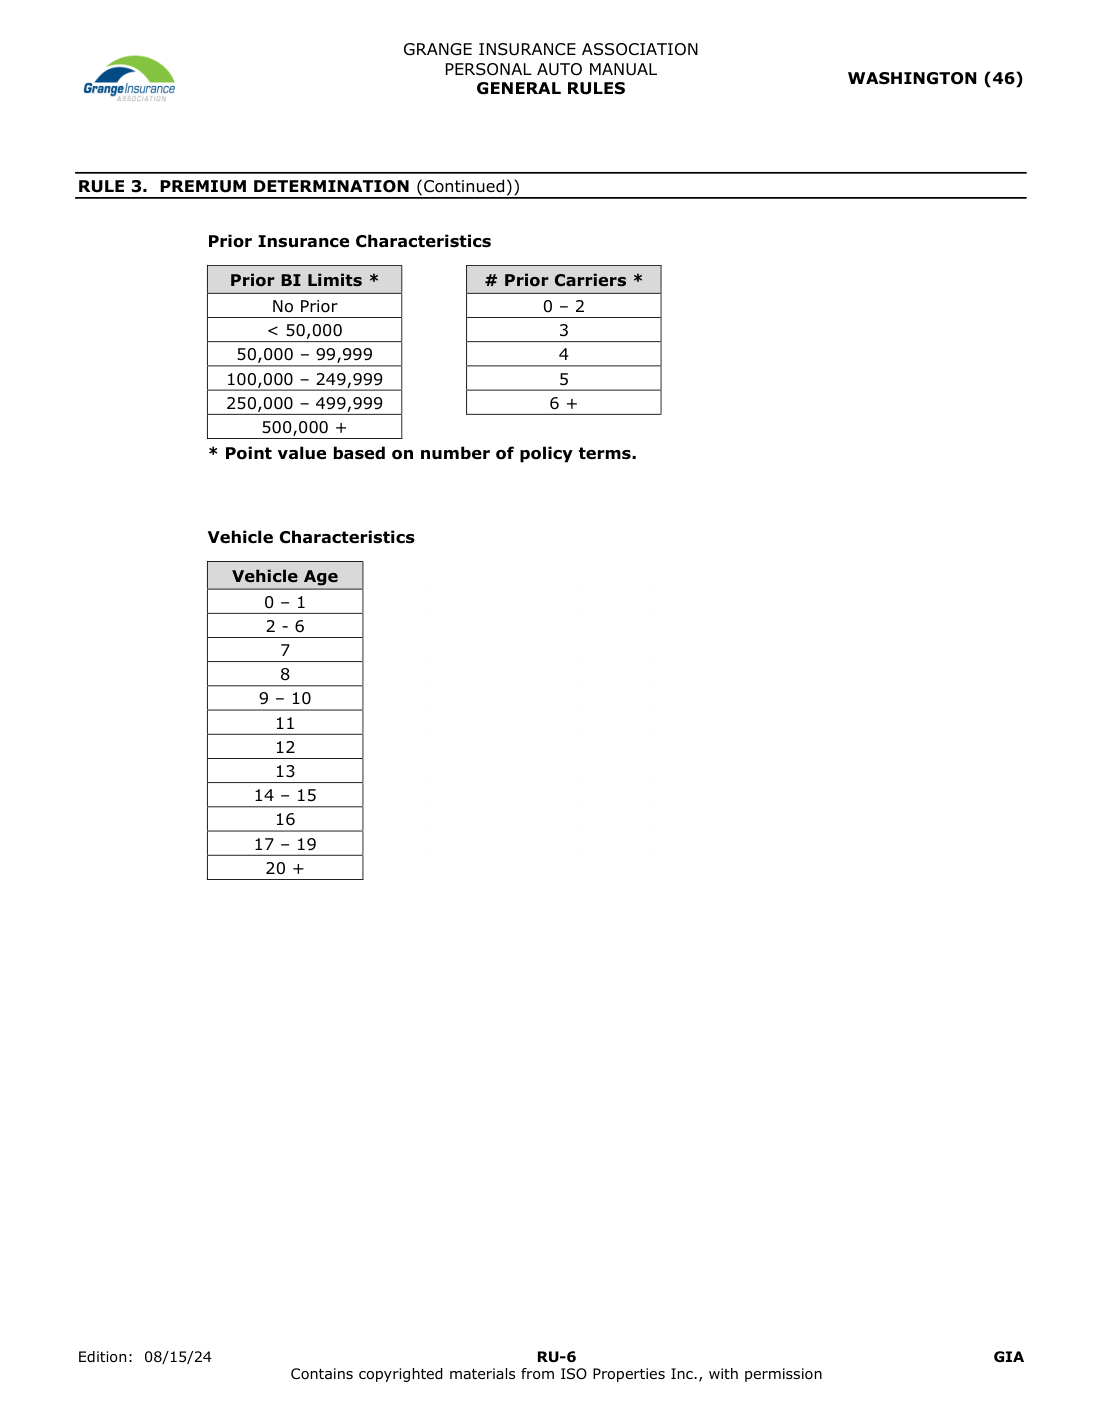 GrangeInsurance
ASSOCIATION
GRANGE INSURANCE ASSOCIATION
PERSONAL AUTO MANUAL
GENERAL RULES
WASHINGTON (46)
RULE 3.  PREMIUM DETERMINATION (Continued))
Prior Insurance Characteristics
Prior BI Limits *
No Prior
< 50,000
50,000 – 99,999
100,000 – 249,999
250,000 – 499,999
500,000 +
# Prior Carriers *
0 – 2
3
4
5
6 +
* Point value based on number of policy terms.
Vehicle Characteristics
Vehicle Age
0 – 1
2 - 6
7
8
9 – 10
11
12
13
14 – 15
16
17 – 19
20 +
Edition:  08/15/24
RU-6
GIA
Contains copyrighted materials from ISO Properties Inc., with permission